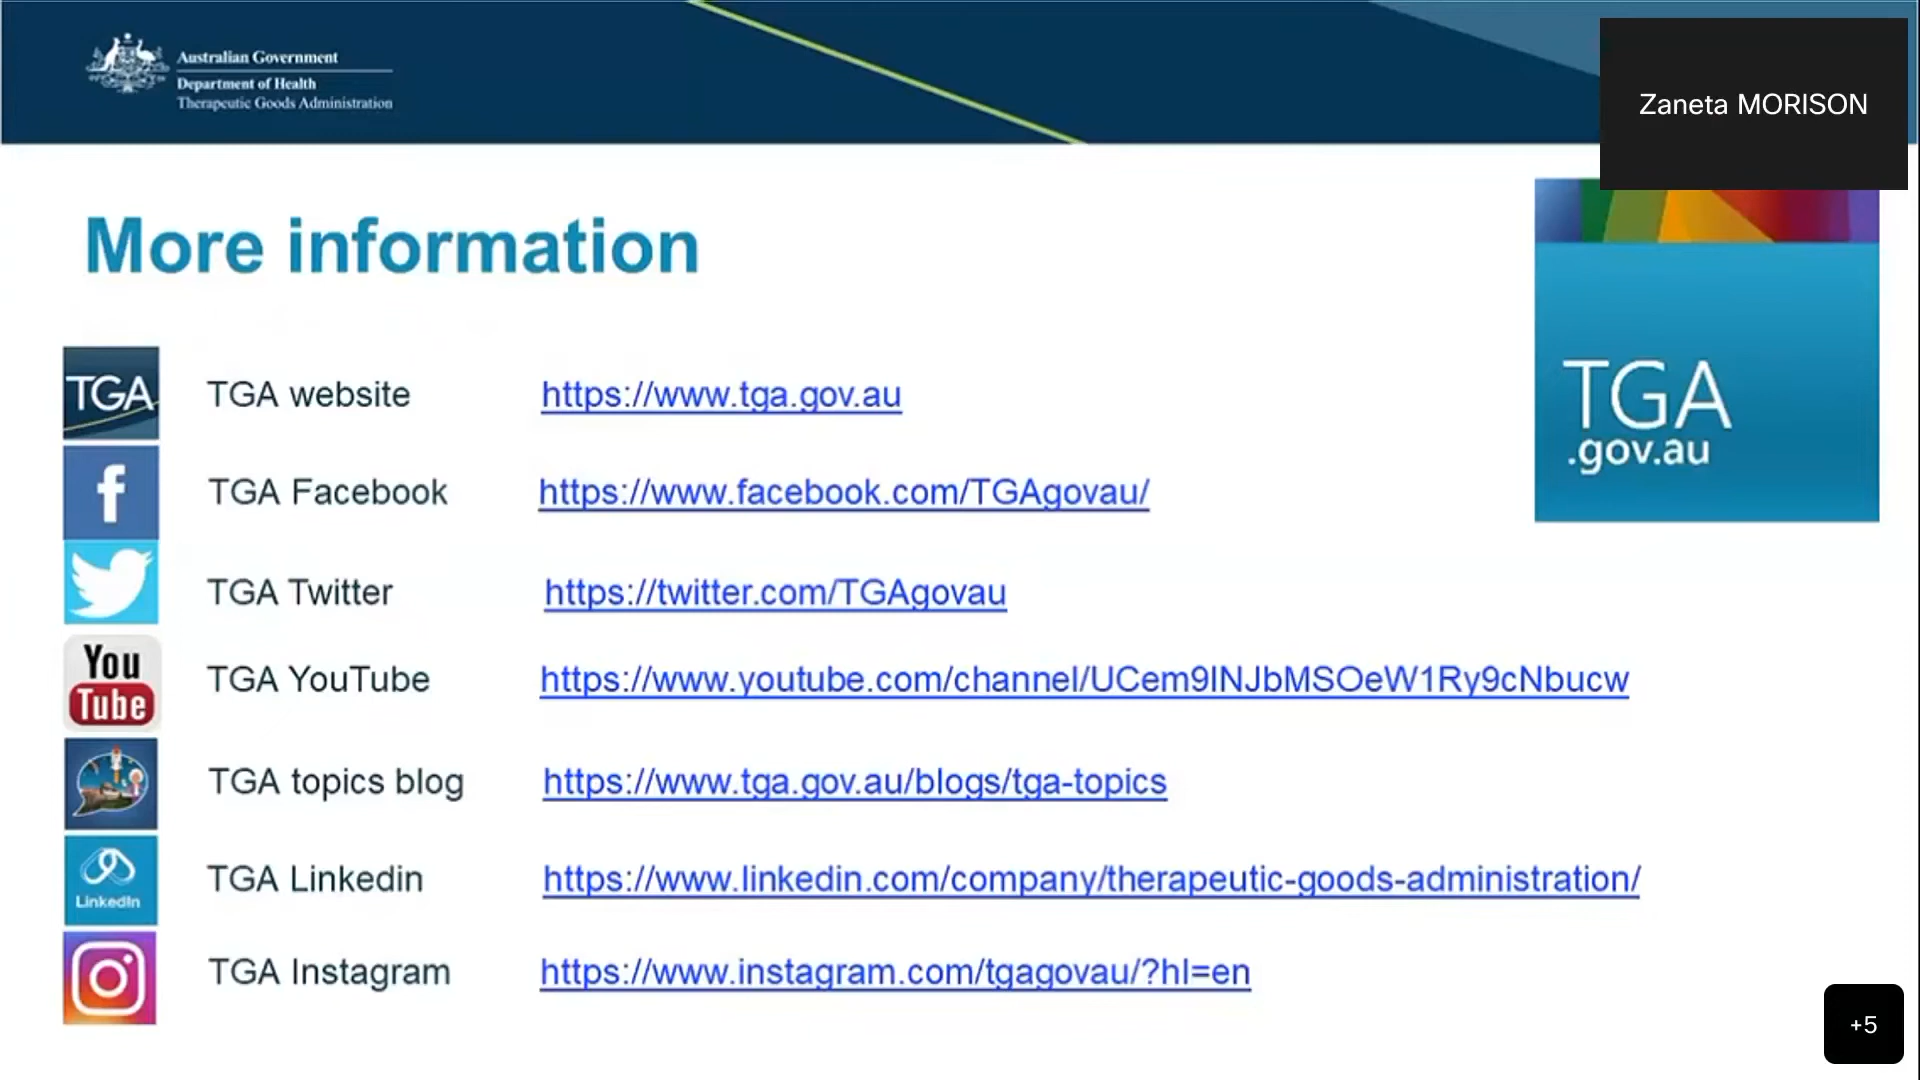 Australian Government
Department of Health
Therapeutic Goods Administration
Zaneta MORISON
More information
TGA
.gov.au
TGA TGA website https://www.tga.gov.au
f TGA Facebook https://www.facebook.com/TGAgovau/
TGA Twitter https://twitter.com/TGAgovau
You Tube TGA YouTube https://www.youtube.com/channel/UCem9INJbMSOeW1Ry9cNbucw
TGA topics blog https://www.tga.gov.au/blogs/tga-topics
LinkedIn TGA Linkedin https://www.linkedin.com/company/therapeutic-goods-administration/
TGA Instagram https://www.instagram.com/tgagovau/?hl=en
+5